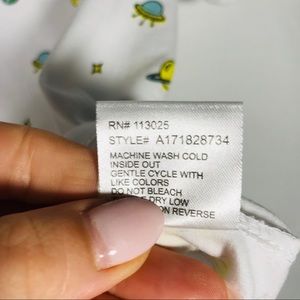 RN# 113025
STYLE# A171828734
MACHINE WASH COLD
INSIDE OUT
GENTLE CYCLE WITH
LIKE COLORS
DO NOT BLEACH
DRY LOW
ON REVERSE